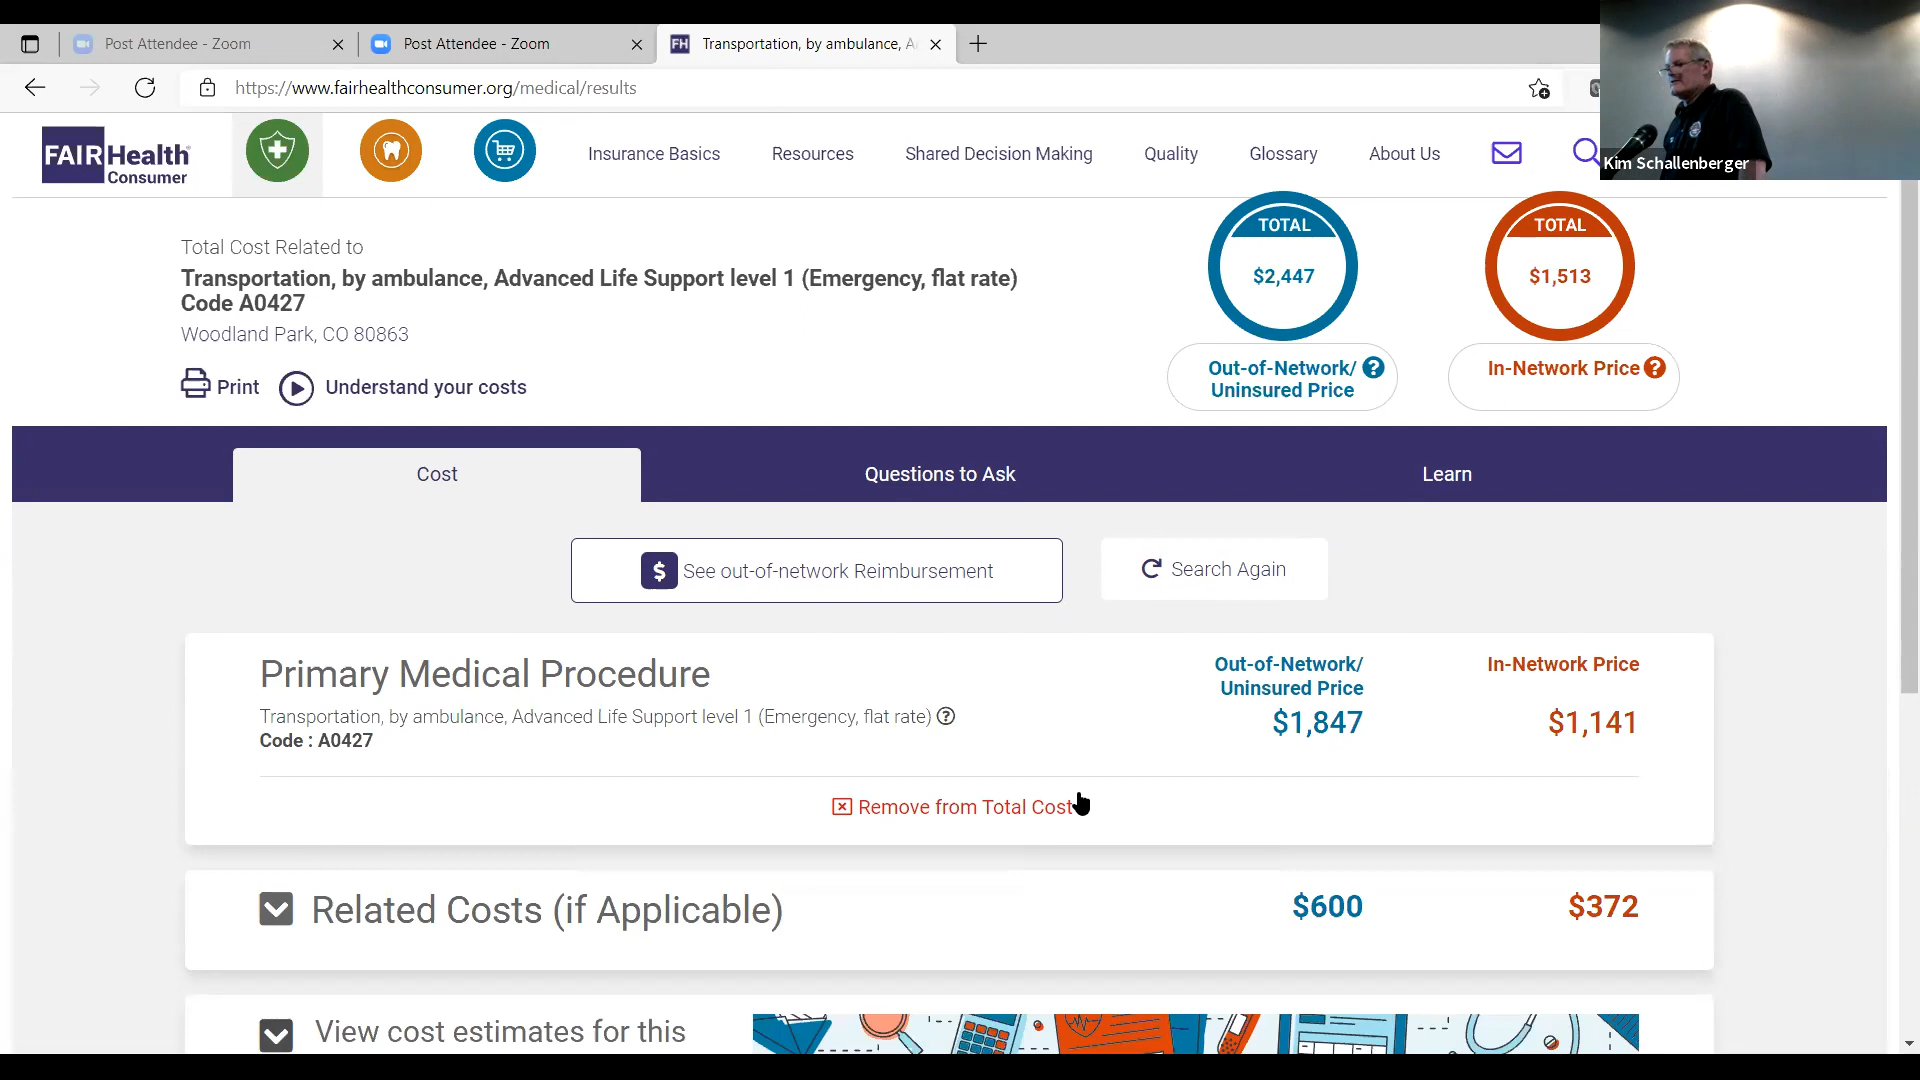 Post Attendee - Zoom
Post Attendee - Zoom
FH
Transportation, by ambulance, A
https://www.fairhealthconsumer.org/medical/results
FAIR Health
Consumer
Insurance Basics
Resources
Shared Decision Making
Quality
Glossary
About Us
Kim Schallenberger
Total Cost Related to
Transportation, by ambulance, Advanced Life Support level 1 (Emergency, flat rate)
Code A0427
Woodland Park, CO 80863
Print
Understand your costs
TOTAL
$2,447
Out-of-Network/
Uninsured Price
TOTAL
$1,513
In-Network Price
Cost
Questions to Ask
Learn
$ See out-of-network Reimbursement
Search Again
Primary Medical Procedure
Transportation, by ambulance, Advanced Life Support level 1 (Emergency, flat rate)
Code : A0427
Out-of-Network/
Uninsured Price
$1,847
In-Network Price
$1,141
Remove from Total Cost
Related Costs (if Applicable)
$600
$372
View cost estimates for this